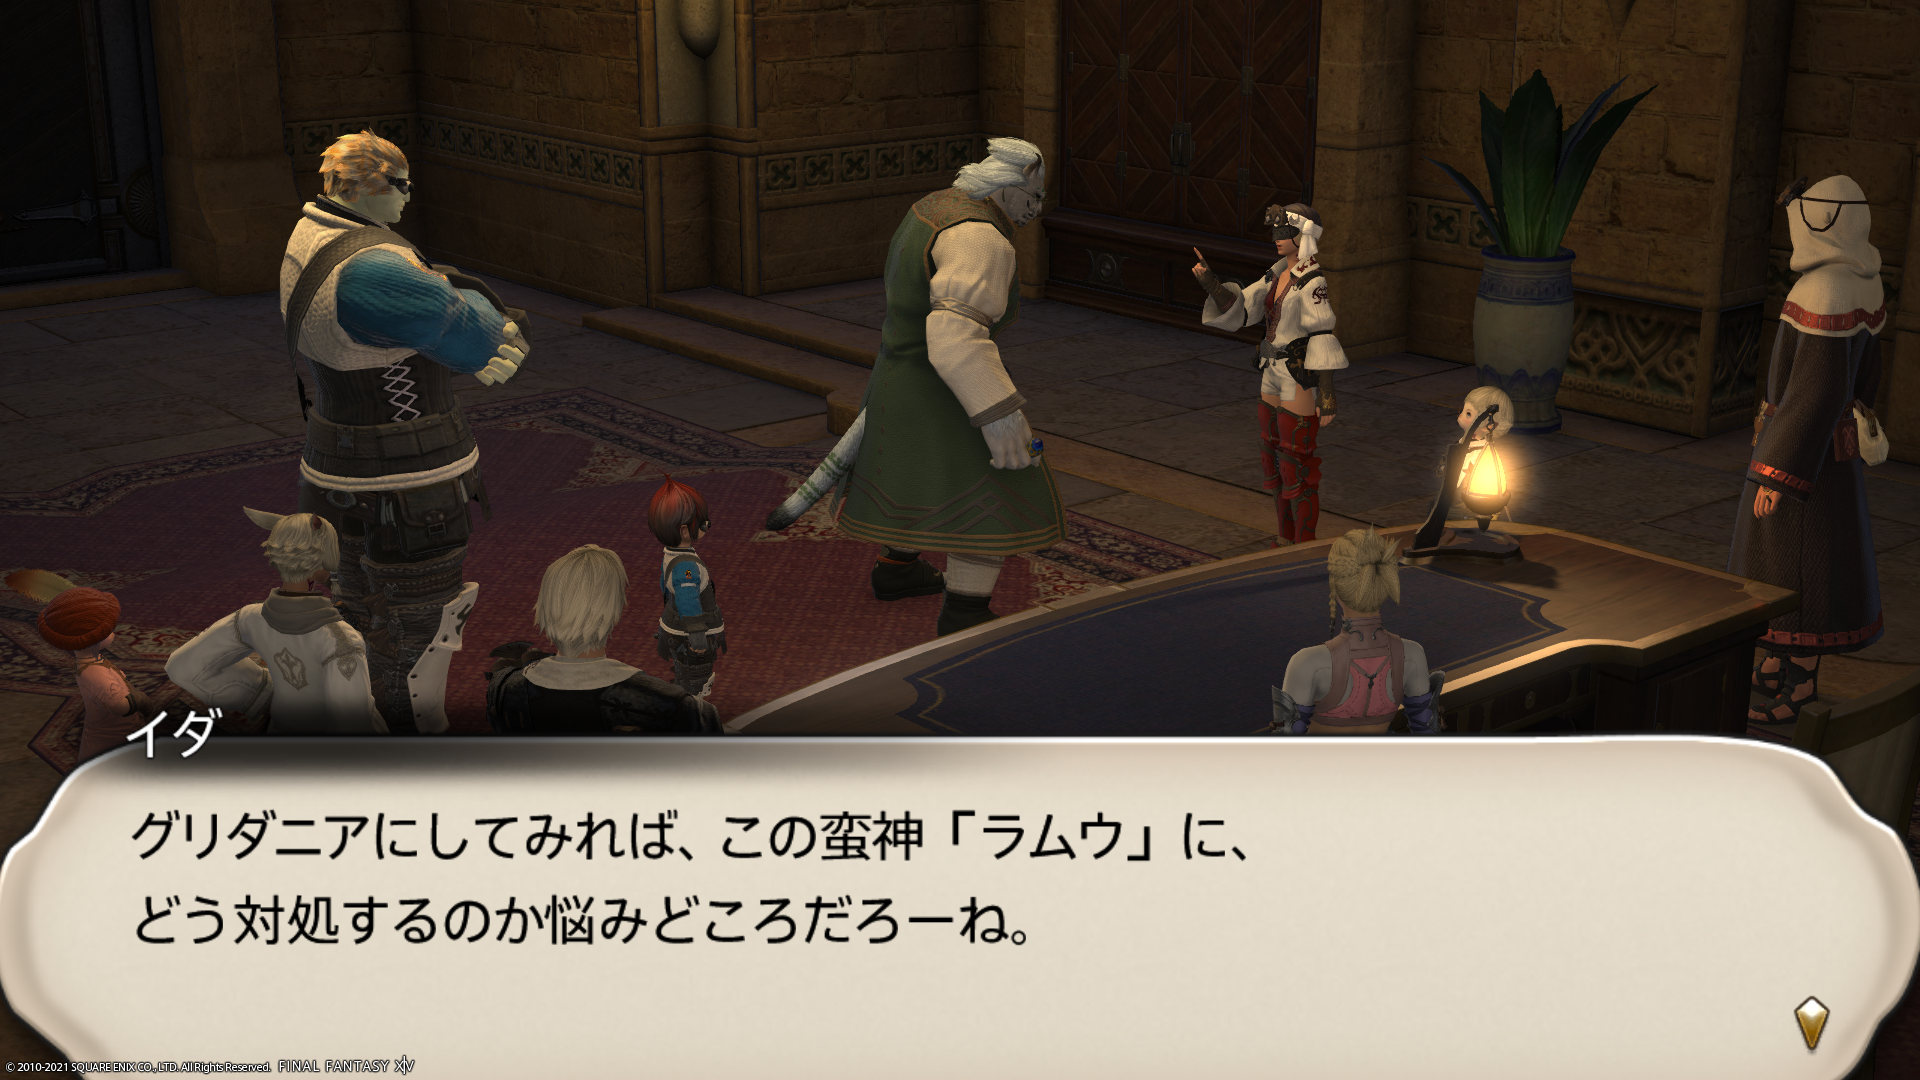 イダ
グリダニアにしてみれば、この蛮神「ラムウ」に、
どう対処するのか悩みどころだろーね。
© 2010-2021 SQUARE ENIX CO., LTD. All Rights Reserved. FINAL FANTASY XIV